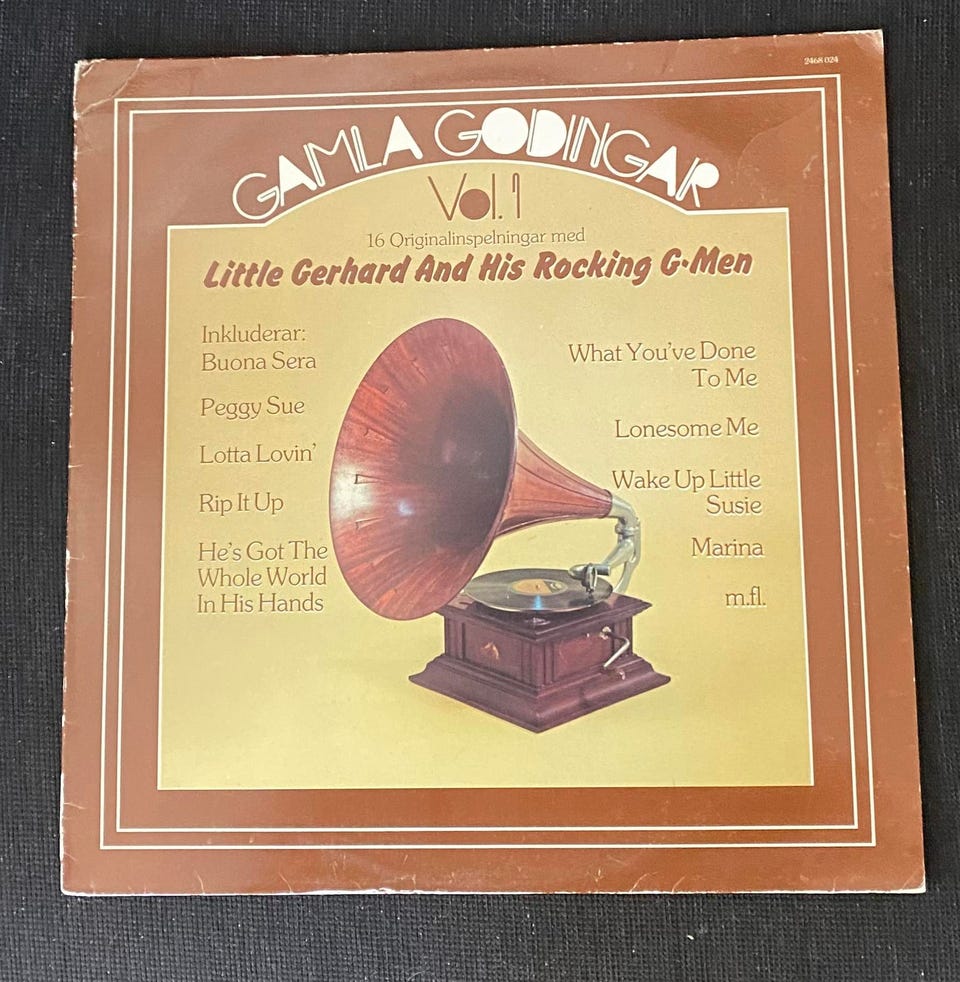 2468 024
GAMLA GODINGAR
Vol. 1
16 Originalinspelningar med
Little Gerhard And His Rocking G-Men
Inkluderar:
Buona Sera
Peggy Sue
Lotta Lovin'
Rip It Up
He's Got The
Whole World
In His Hands
What You've Done
To Me
Lonesome Me
Wake Up Little
Susie
Marina
m.fl.